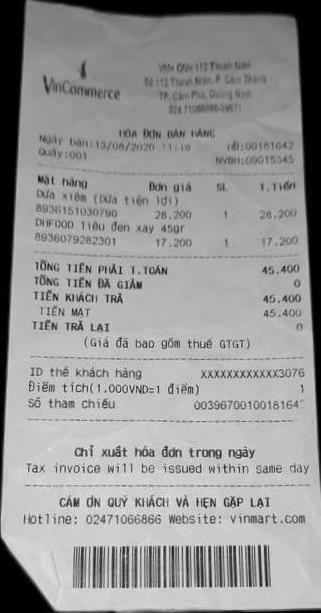 VinCommerce
VM+ QNH 113 Thanh Niên
Số 113 Thanh Niên, P. Cẩm Thành
TP. Cẩm Phả, Quảng Ninh
HÓA ĐƠN BÁN HÀNG
Ngày bán:13/08/2020 11:18 HĐ:00181642
Quầy:001 NVBH:09015345
Mặt hàng Đơn giá SL T.Tiền
Dừa xiêm (Dừa tiện lợi)
8936151030790 28.200 1 28.200
DHFOOD Tiêu đen xay 45gr
8936079282301 17.200 1 17.200
TỔNG TIỀN PHẢI T.TOÁN 45.400
TỔNG TIỀN ĐÃ GIẢM 0
TIỀN KHÁCH TRẢ 45.400
TIỀN MẶT 45.400
TIỀN TRẢ LẠI 0
(Giá đã bao gồm thuế GTGT)
ID thẻ khách hàng XXXXXXXXXXXX3076
Điểm tích(1.000VND=1 điểm) 1
Số tham chiếu 0039670010018164
Chỉ xuất hóa đơn trong ngày
Tax invoice will be issued within same day
CẢM ƠN QUÝ KHÁCH VÀ HẸN GẶP LẠI
Hotline: 02471066866 Website: vinmart.com